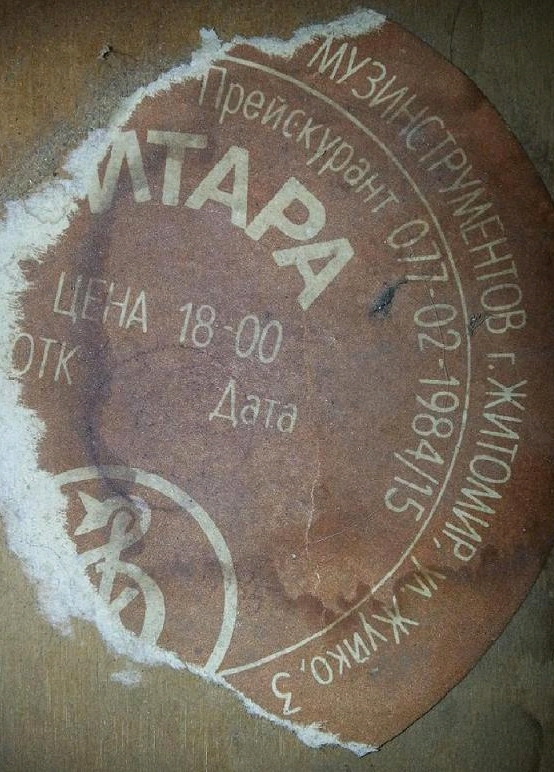 МУЗИНСТРУМЕНТОВ г. ЖИТОМИР, ул. ЖУЙКО, 3
Прейскурант 077-02-1984/15
ИТАРА
ЦЕНА 18-00
ОТК
Дата